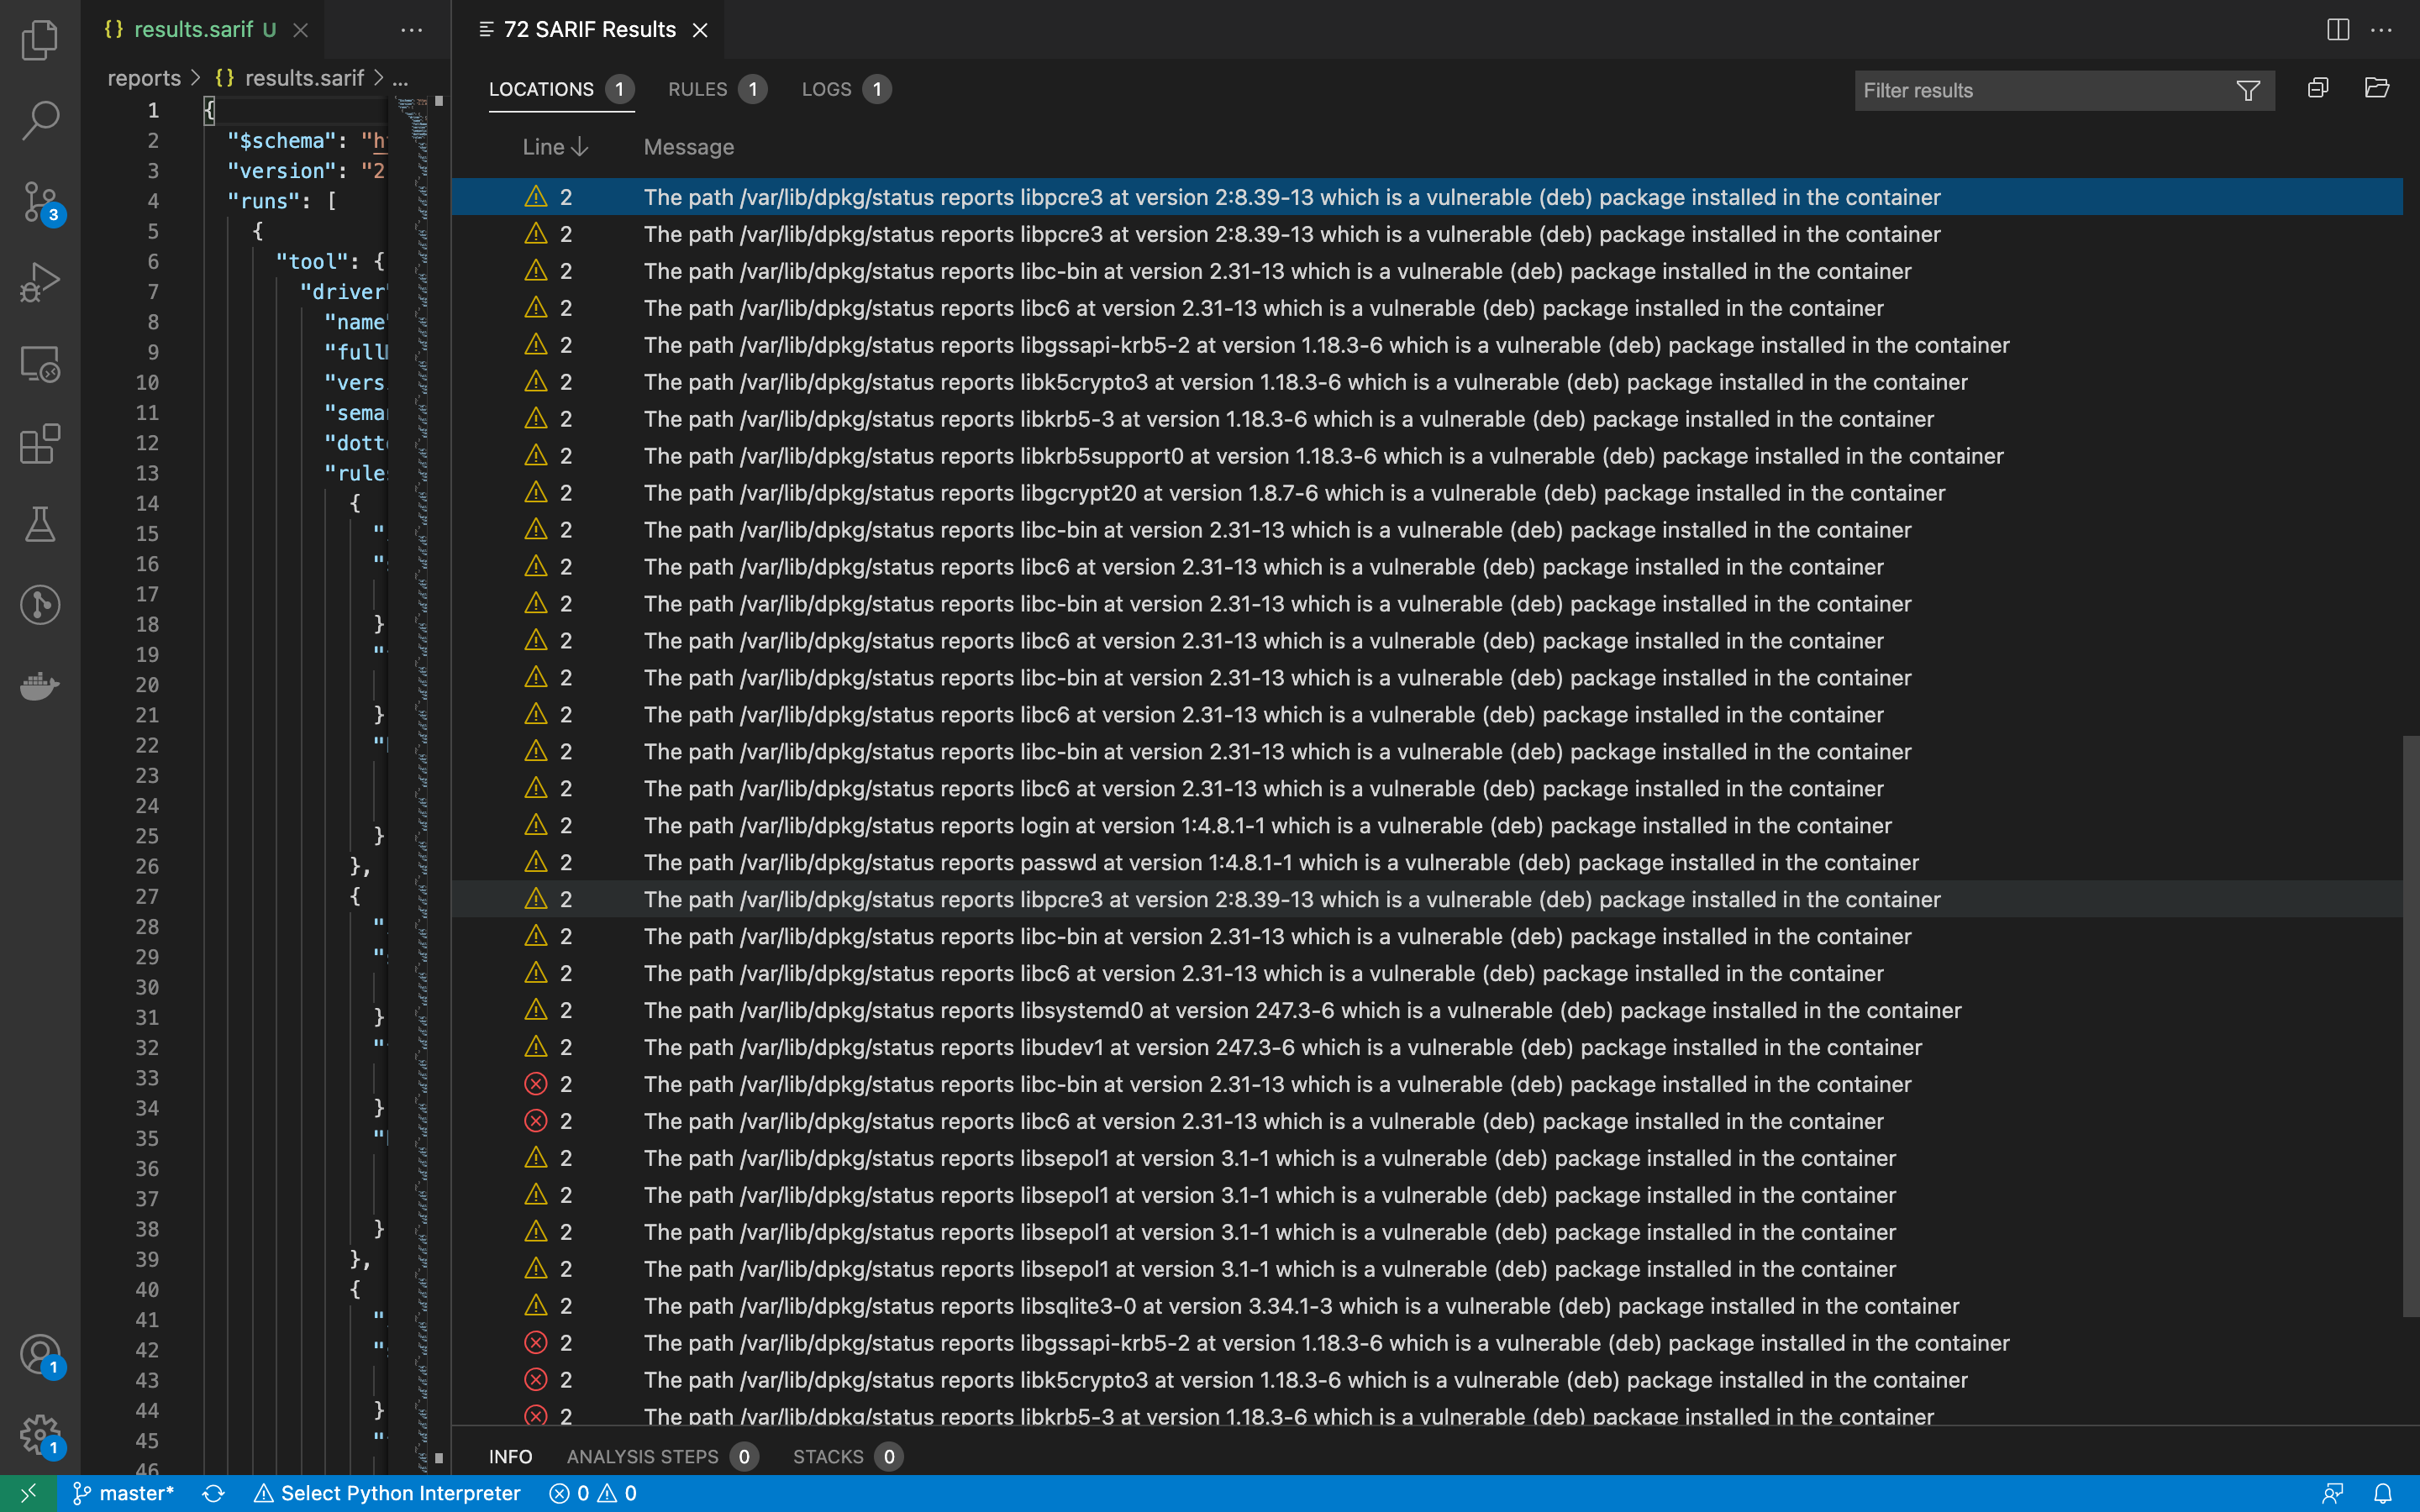 {} results.sarif U
72 SARIF Results
reports > {} results.sarif > ...
LOCATIONS 1 RULES 1 LOGS 1
Filter results
Line Message
1 {
2 "$schema": "h
3 "version": "2
4 "runs": [
5 {
6 "tool": {
7 "driver"
8 "name"
9 "full
10 "vers
11 "sema
12 "dott
13 "rules
14 {
15 "
16 "
17
18 }
19 "
20
21 }
22 "
23
24
25 }
26 },
27 {
28 "
29 "
30
31 }
32 "
33
34 }
35 "
36
37
38 }
39 },
40 {
41 "
42 "
43
44 }
45 "
46
2 The path /var/lib/dpkg/status reports libpcre3 at version 2:8.39-13 which is a vulnerable (deb) package installed in the container
2 The path /var/lib/dpkg/status reports libpcre3 at version 2:8.39-13 which is a vulnerable (deb) package installed in the container
2 The path /var/lib/dpkg/status reports libc-bin at version 2.31-13 which is a vulnerable (deb) package installed in the container
2 The path /var/lib/dpkg/status reports libc6 at version 2.31-13 which is a vulnerable (deb) package installed in the container
2 The path /var/lib/dpkg/status reports libgssapi-krb5-2 at version 1.18.3-6 which is a vulnerable (deb) package installed in the container
2 The path /var/lib/dpkg/status reports libk5crypto3 at version 1.18.3-6 which is a vulnerable (deb) package installed in the container
2 The path /var/lib/dpkg/status reports libkrb5-3 at version 1.18.3-6 which is a vulnerable (deb) package installed in the container
2 The path /var/lib/dpkg/status reports libkrb5support0 at version 1.18.3-6 which is a vulnerable (deb) package installed in the container
2 The path /var/lib/dpkg/status reports libgcrypt20 at version 1.8.7-6 which is a vulnerable (deb) package installed in the container
2 The path /var/lib/dpkg/status reports libc-bin at version 2.31-13 which is a vulnerable (deb) package installed in the container
2 The path /var/lib/dpkg/status reports libc6 at version 2.31-13 which is a vulnerable (deb) package installed in the container
2 The path /var/lib/dpkg/status reports libc-bin at version 2.31-13 which is a vulnerable (deb) package installed in the container
2 The path /var/lib/dpkg/status reports libc6 at version 2.31-13 which is a vulnerable (deb) package installed in the container
2 The path /var/lib/dpkg/status reports libc-bin at version 2.31-13 which is a vulnerable (deb) package installed in the container
2 The path /var/lib/dpkg/status reports libc6 at version 2.31-13 which is a vulnerable (deb) package installed in the container
2 The path /var/lib/dpkg/status reports libc-bin at version 2.31-13 which is a vulnerable (deb) package installed in the container
2 The path /var/lib/dpkg/status reports libc6 at version 2.31-13 which is a vulnerable (deb) package installed in the container
2 The path /var/lib/dpkg/status reports login at version 1:4.8.1-1 which is a vulnerable (deb) package installed in the container
2 The path /var/lib/dpkg/status reports passwd at version 1:4.8.1-1 which is a vulnerable (deb) package installed in the container
2 The path /var/lib/dpkg/status reports libpcre3 at version 2:8.39-13 which is a vulnerable (deb) package installed in the container
2 The path /var/lib/dpkg/status reports libc-bin at version 2.31-13 which is a vulnerable (deb) package installed in the container
2 The path /var/lib/dpkg/status reports libc6 at version 2.31-13 which is a vulnerable (deb) package installed in the container
2 The path /var/lib/dpkg/status reports libsystemd0 at version 247.3-6 which is a vulnerable (deb) package installed in the container
2 The path /var/lib/dpkg/status reports libudev1 at version 247.3-6 which is a vulnerable (deb) package installed in the container
2 The path /var/lib/dpkg/status reports libc-bin at version 2.31-13 which is a vulnerable (deb) package installed in the container
2 The path /var/lib/dpkg/status reports libc6 at version 2.31-13 which is a vulnerable (deb) package installed in the container
2 The path /var/lib/dpkg/status reports libsepol1 at version 3.1-1 which is a vulnerable (deb) package installed in the container
2 The path /var/lib/dpkg/status reports libsepol1 at version 3.1-1 which is a vulnerable (deb) package installed in the container
2 The path /var/lib/dpkg/status reports libsepol1 at version 3.1-1 which is a vulnerable (deb) package installed in the container
2 The path /var/lib/dpkg/status reports libsepol1 at version 3.1-1 which is a vulnerable (deb) package installed in the container
2 The path /var/lib/dpkg/status reports libsqlite3-0 at version 3.34.1-3 which is a vulnerable (deb) package installed in the container
2 The path /var/lib/dpkg/status reports libgssapi-krb5-2 at version 1.18.3-6 which is a vulnerable (deb) package installed in the container
2 The path /var/lib/dpkg/status reports libk5crypto3 at version 1.18.3-6 which is a vulnerable (deb) package installed in the container
2 The path /var/lib/dpkg/status reports libkrb5-3 at version 1.18.3-6 which is a vulnerable (deb) package installed in the container
3
1
1
INFO ANALYSIS STEPS 0 STACKS 0
master* Select Python Interpreter 0 0